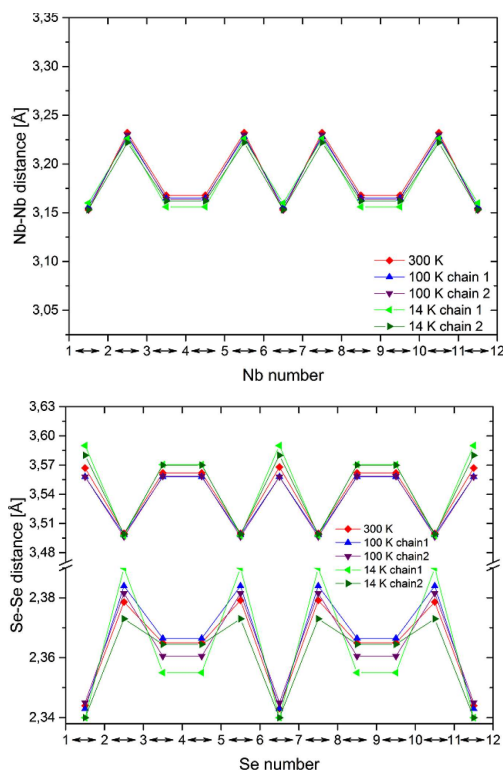 3,35
3,30
3,25
3,20
3,15
3,10
3,05
Nb-Nb distance [Å]
300 K
100 K chain 1
100 K chain 2
14 K chain 1
14 K chain 2
1 2 3 4 5 6 7 8 9 10 11 12
Nb number
3,63
3,60
3,57
3,54
3,51
3,48
2,38
2,36
2,34
Se-Se distance [Å]
300 K
100 K chain1
100 K chain2
14 K chain1
14 K chain2
1 2 3 4 5 6 7 8 9 10 11 12
Se number